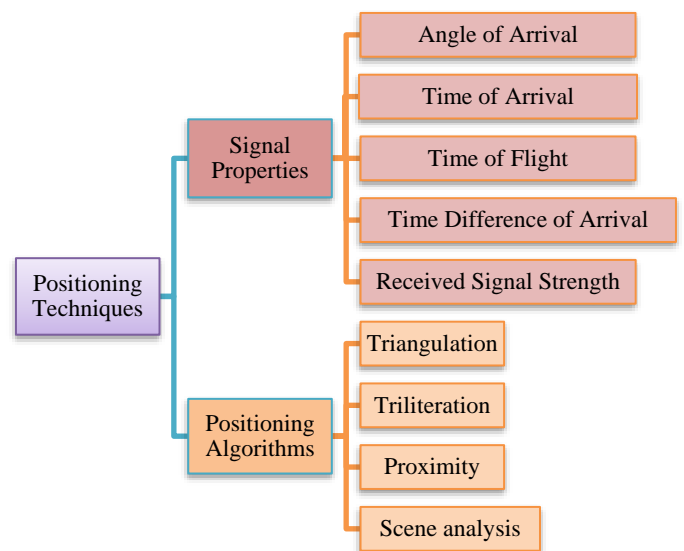 Angle of Arrival
Time of Arrival
Signal
Properties
Time of Flight
Time Difference of Arrival
Positioning
Techniques
Received Signal Strength
Triangulation
Triliteration
Positioning
Algorithms
Proximity
Scene analysis